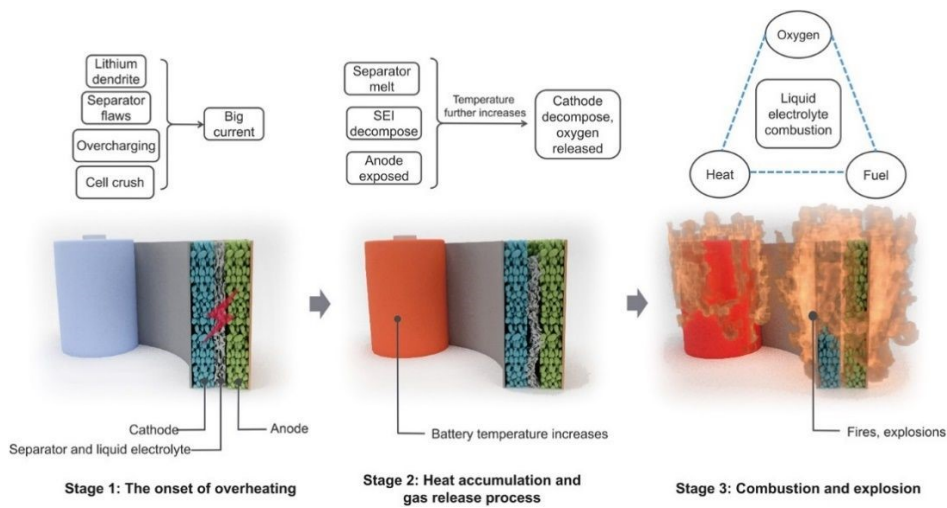 Lithium
dendrite
Separator
flaws
Overcharging
Cell crush
Big
current
Cathode
Separator and liquid electrolyte
Anode
Stage 1: The onset of overheating
Separator
melt
SEI
decompose
Anode
exposed
Temperature
further increases
Cathode
decompose,
oxygen
released
Battery temperature increases
Stage 2: Heat accumulation and
gas release process
Oxygen
Liquid
electrolyte
combustion
Heat
Fuel
Fires, explosions
Stage 3: Combustion and explosion